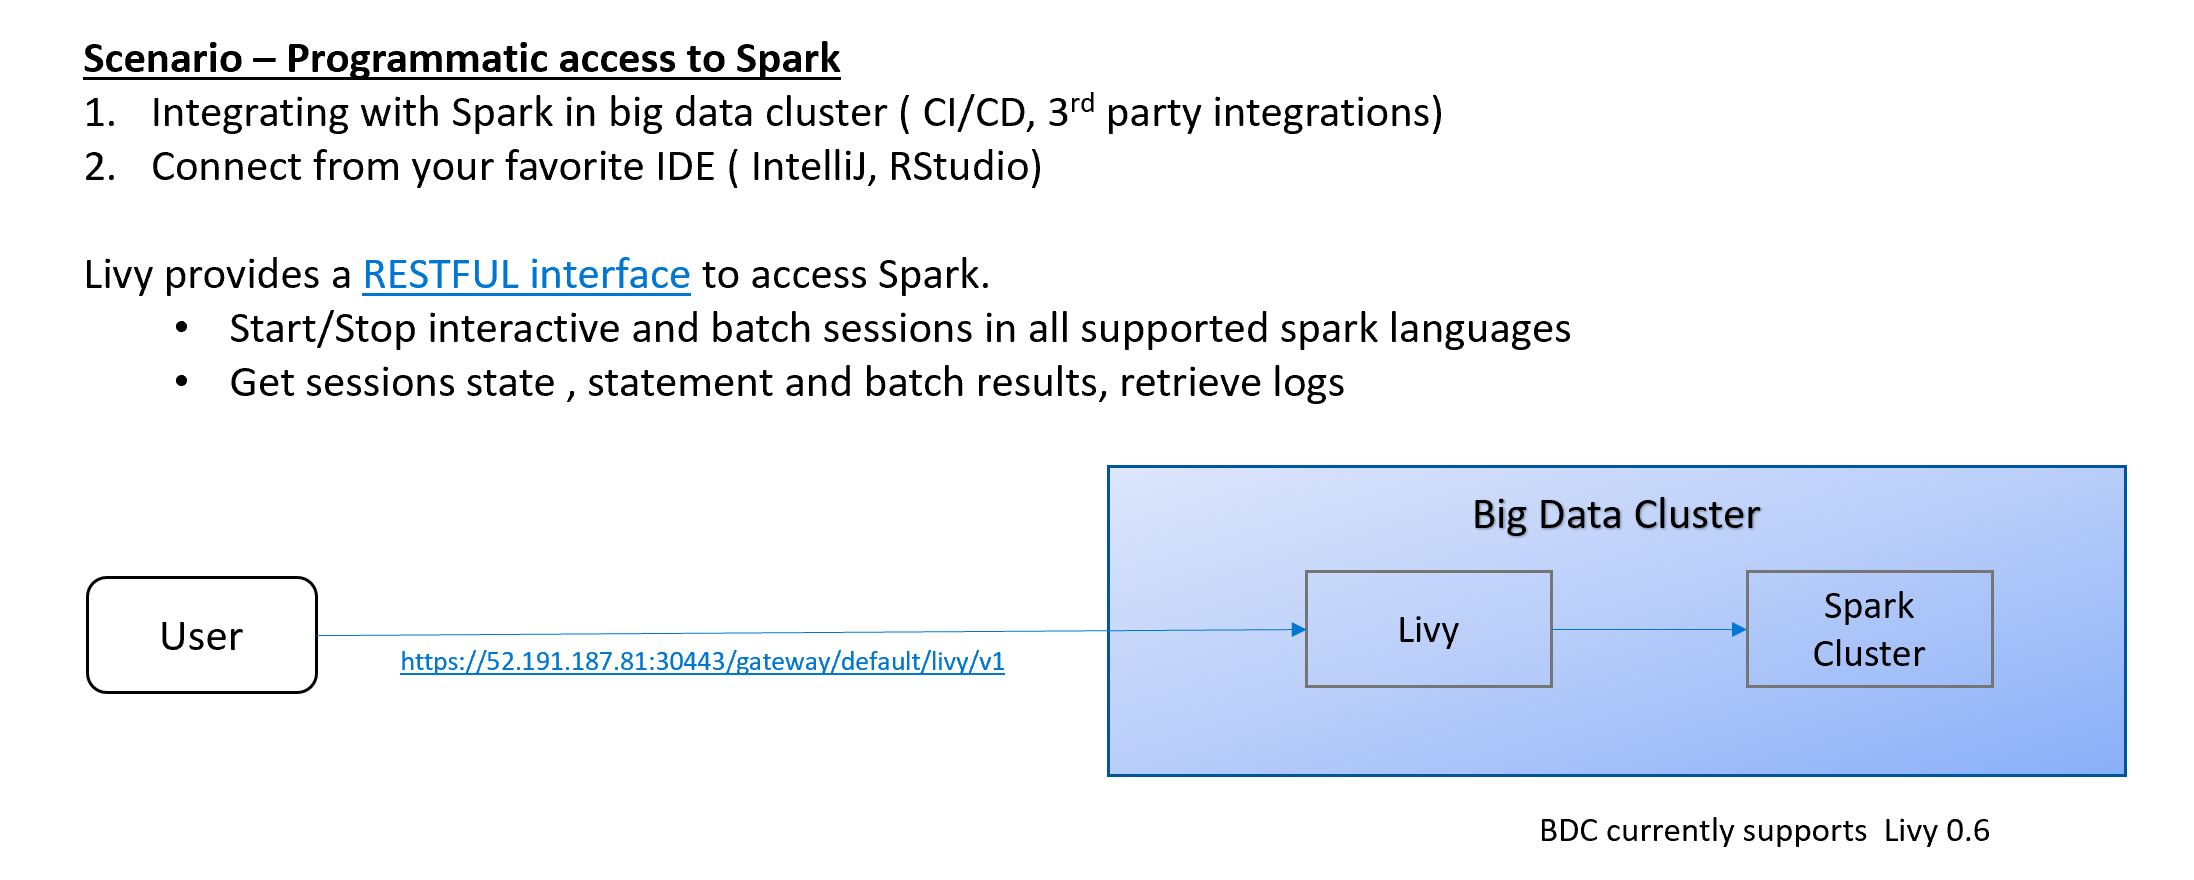 Scenario – Programmatic access to Spark
1. Integrating with Spark in big data cluster ( CI/CD, 3rd party integrations)
2. Connect from your favorite IDE ( IntelliJ, RStudio)
Livy provides a RESTFUL interface to access Spark.
• Start/Stop interactive and batch sessions in all supported spark languages
• Get sessions state , statement and batch results, retrieve logs
Big Data Cluster
User
https://52.191.187.81:30443/gateway/default/livy/v1
Livy
Spark
Cluster
BDC currently supports  Livy 0.6